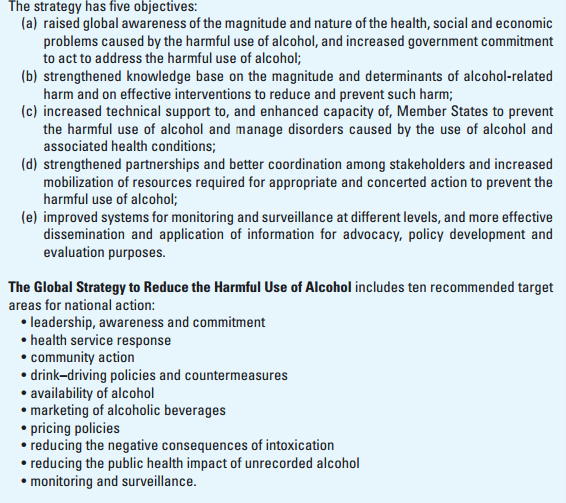 The strategy has five objectives:
(a) raised global awareness of the magnitude and nature of the health, social and economic
problems caused by the harmful use of alcohol, and increased government commitment
to act to address the harmful use of alcohol;
(b) strengthened knowledge base on the magnitude and determinants of alcohol-related
harm and on effective interventions to reduce and prevent such harm;
(c) increased technical support to, and enhanced capacity of, Member States to prevent
the harmful use of alcohol and manage disorders caused by the use of alcohol and
associated health conditions;
(d) strengthened partnerships and better coordination among stakeholders and increased
mobilization of resources required for appropriate and concerted action to prevent the
harmful use of alcohol;
(e) improved systems for monitoring and surveillance at different levels, and more effective
dissemination and application of information for advocacy, policy development and
evaluation purposes.
The Global Strategy to Reduce the Harmful Use of Alcohol includes ten recommended target
areas for national action:
• leadership, awareness and commitment
• health service response
• community action
• drink–driving policies and countermeasures
• availability of alcohol
• marketing of alcoholic beverages
• pricing policies
• reducing the negative consequences of intoxication
• reducing the public health impact of unrecorded alcohol
• monitoring and surveillance.